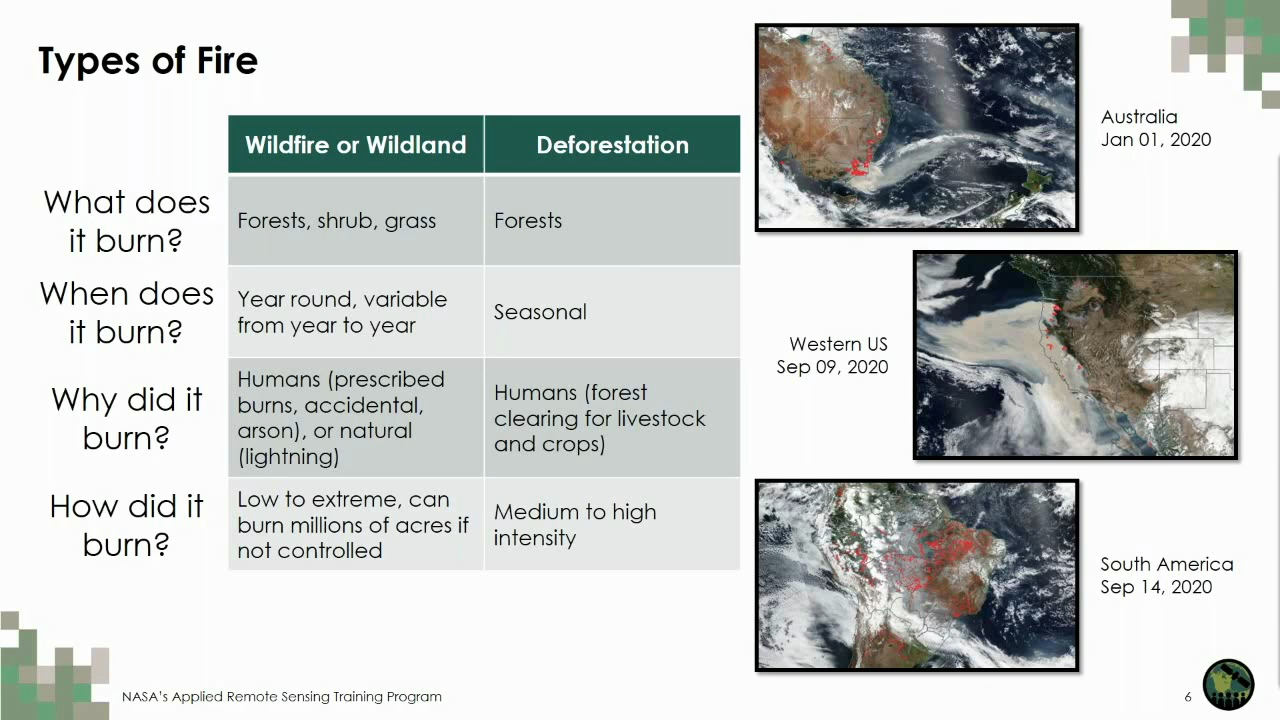 Types of Fire
Wildfire or Wildland
Deforestation
What does
it burn?
Forests, shrub, grass
Forests
When does
it burn?
Year round, variable
from year to year
Seasonal
Why did it
burn?
Humans (prescribed
burns, accidental,
arson), or natural
(lightning)
Humans (forest
clearing for livestock
and crops)
How did it
burn?
Low to extreme, can
burn millions of acres if
not controlled
Medium to high
intensity
Australia
Jan 01, 2020
Western US
Sep 09, 2020
South America
Sep 14, 2020
NASA's Applied Remote Sensing Training Program
6